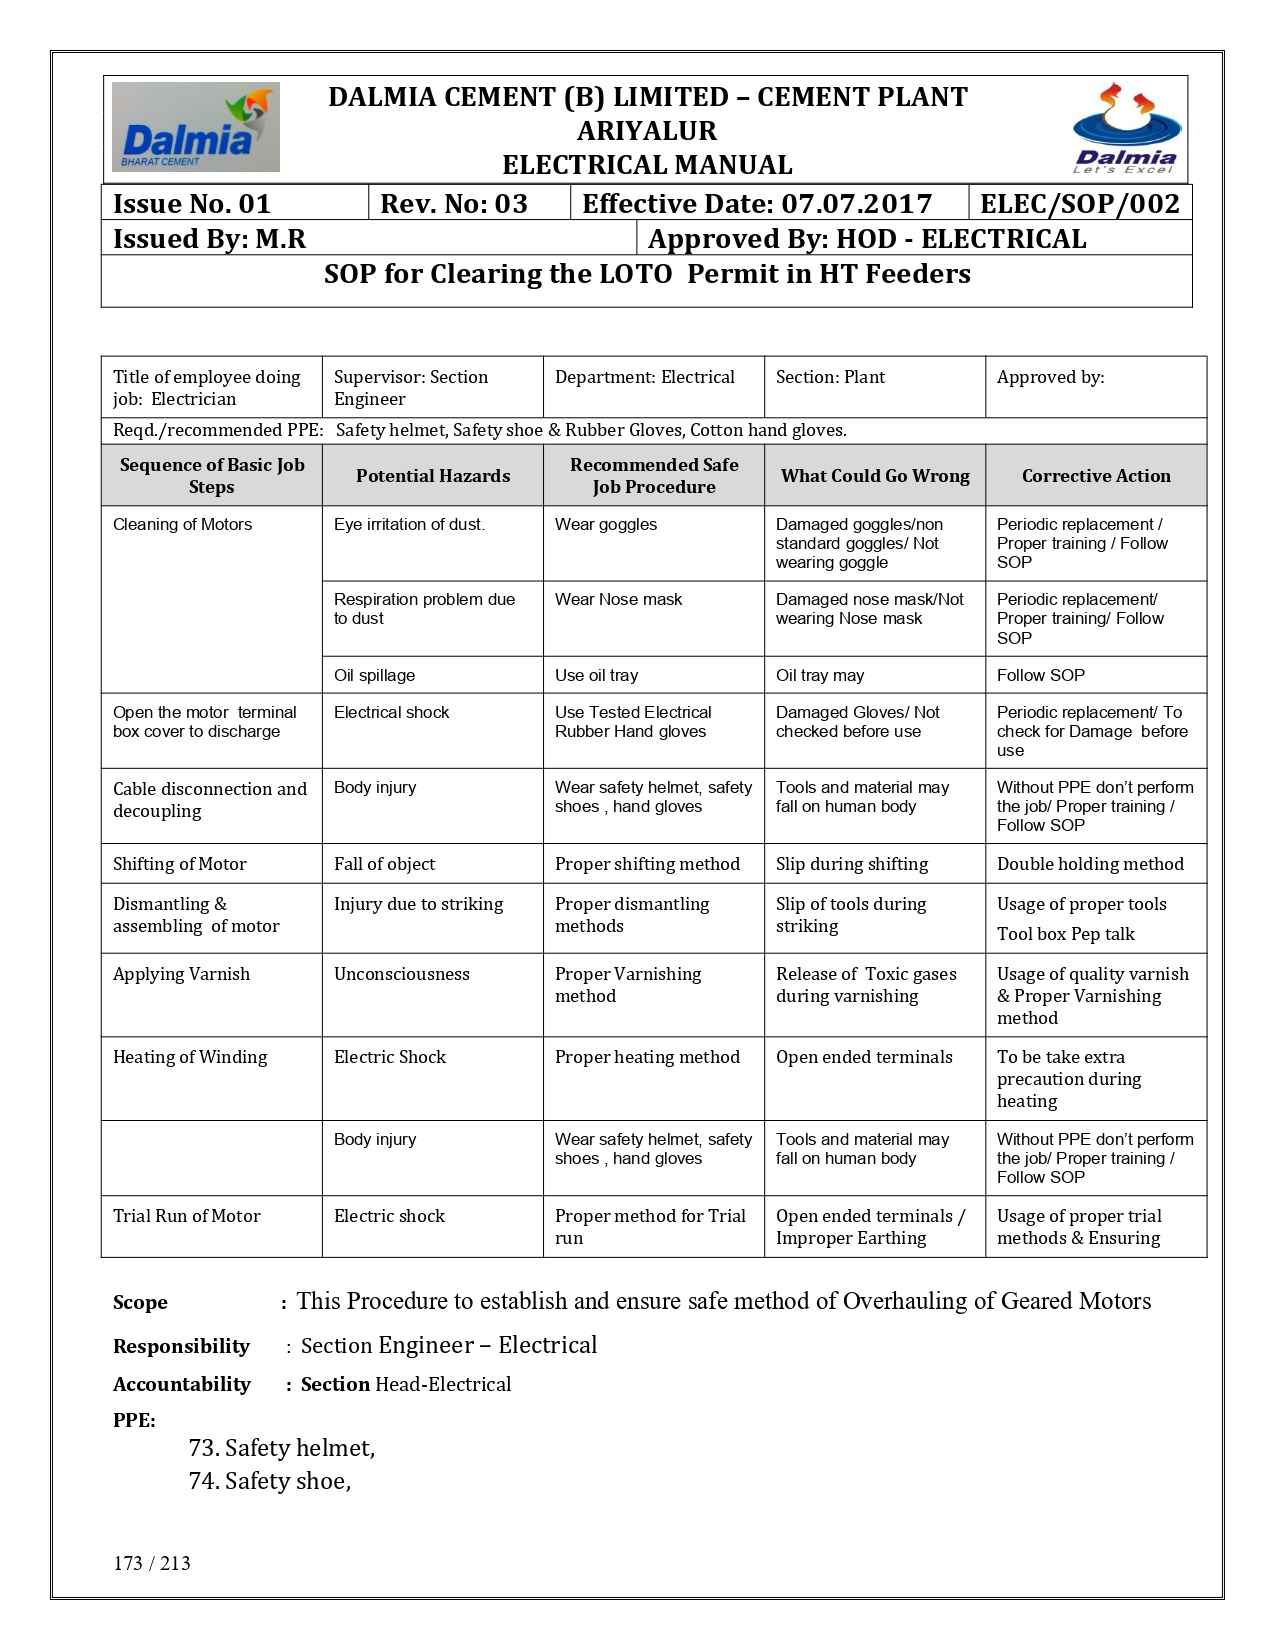 Dalmia
BHARAT CEMENT
DALMIA CEMENT (B) LIMITED – CEMENT PLANT
ARIYALUR
ELECTRICAL MANUAL
Dalmia
Let's Excel
Issue No. 01 Rev. No: 03 Effective Date: 07.07.2017 ELEC/SOP/002
Issued By: M.R Approved By: HOD - ELECTRICAL
SOP for Clearing the LOTO  Permit in HT Feeders
Title of employee doing
job:  Electrician
Supervisor: Section
Engineer
Department: Electrical
Section: Plant
Approved by:
Reqd./recommended PPE:   Safety helmet, Safety shoe & Rubber Gloves, Cotton hand gloves.
Sequence of Basic Job
Steps
Potential Hazards
Recommended Safe
Job Procedure
What Could Go Wrong
Corrective Action
Cleaning of Motors
Eye irritation of dust.
Wear goggles
Damaged goggles/non
standard goggles/ Not
wearing goggle
Periodic replacement /
Proper training / Follow
SOP
Respiration problem due
to dust
Wear Nose mask
Damaged nose mask/Not
wearing Nose mask
Periodic replacement/
Proper training/ Follow
SOP
Oil spillage
Use oil tray
Oil tray may
Follow SOP
Open the motor  terminal
box cover to discharge
Electrical shock
Use Tested Electrical
Rubber Hand gloves
Damaged Gloves/ Not
checked before use
Periodic replacement/ To
check for Damage  before
use
Cable disconnection and
decoupling
Body injury
Wear safety helmet, safety
shoes , hand gloves
Tools and material may
fall on human body
Without PPE don’t perform
the job/ Proper training /
Follow SOP
Shifting of Motor
Fall of object
Proper shifting method
Slip during shifting
Double holding method
Dismantling &
assembling  of motor
Injury due to striking
Proper dismantling
methods
Slip of tools during
striking
Usage of proper tools
Tool box Pep talk
Applying Varnish
Unconsciousness
Proper Varnishing
method
Release of  Toxic gases
during varnishing
Usage of quality varnish
& Proper Varnishing
method
Heating of Winding
Electric Shock
Proper heating method
Open ended terminals
To be take extra
precaution during
heating
Body injury
Wear safety helmet, safety
shoes , hand gloves
Tools and material may
fall on human body
Without PPE don’t perform
the job/ Proper training /
Follow SOP
Trial Run of Motor
Electric shock
Proper method for Trial
run
Open ended terminals /
Improper Earthing
Usage of proper trial
methods & Ensuring
Scope : This Procedure to establish and ensure safe method of Overhauling of Geared Motors
Responsibility : Section Engineer – Electrical
Accountability : Section Head-Electrical
PPE:
73. Safety helmet,
74. Safety shoe,
173 / 213